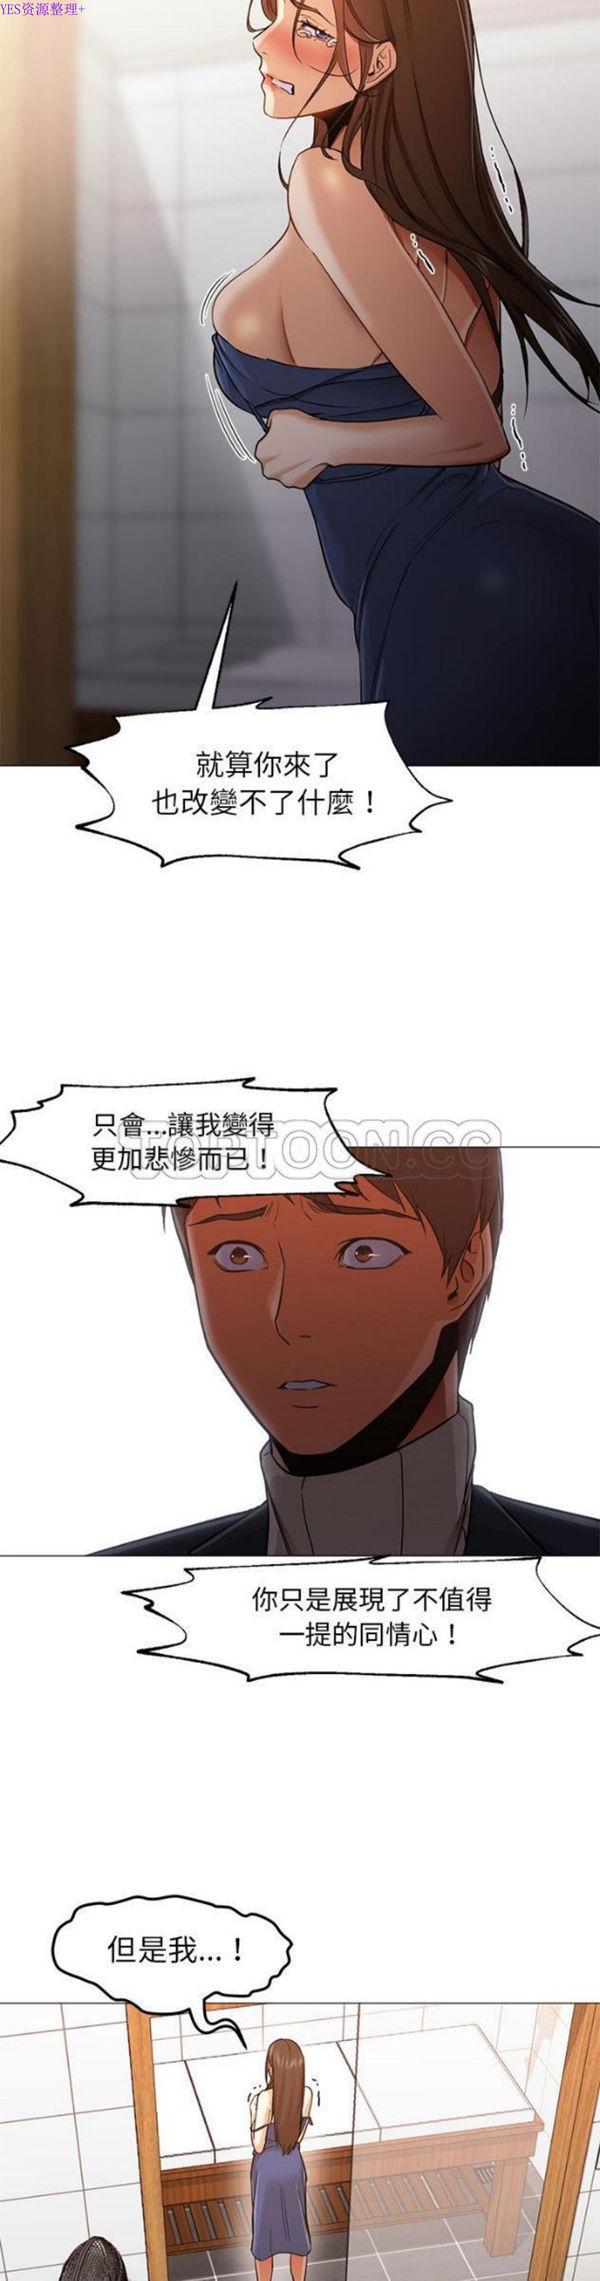 YES资源整理+
就算你來了
也改變不了什麼！
只會...讓我變得
更加悲慘而已！
TOPTOON.CC
你只是展現了不值得
一提的同情心！
但是我...！